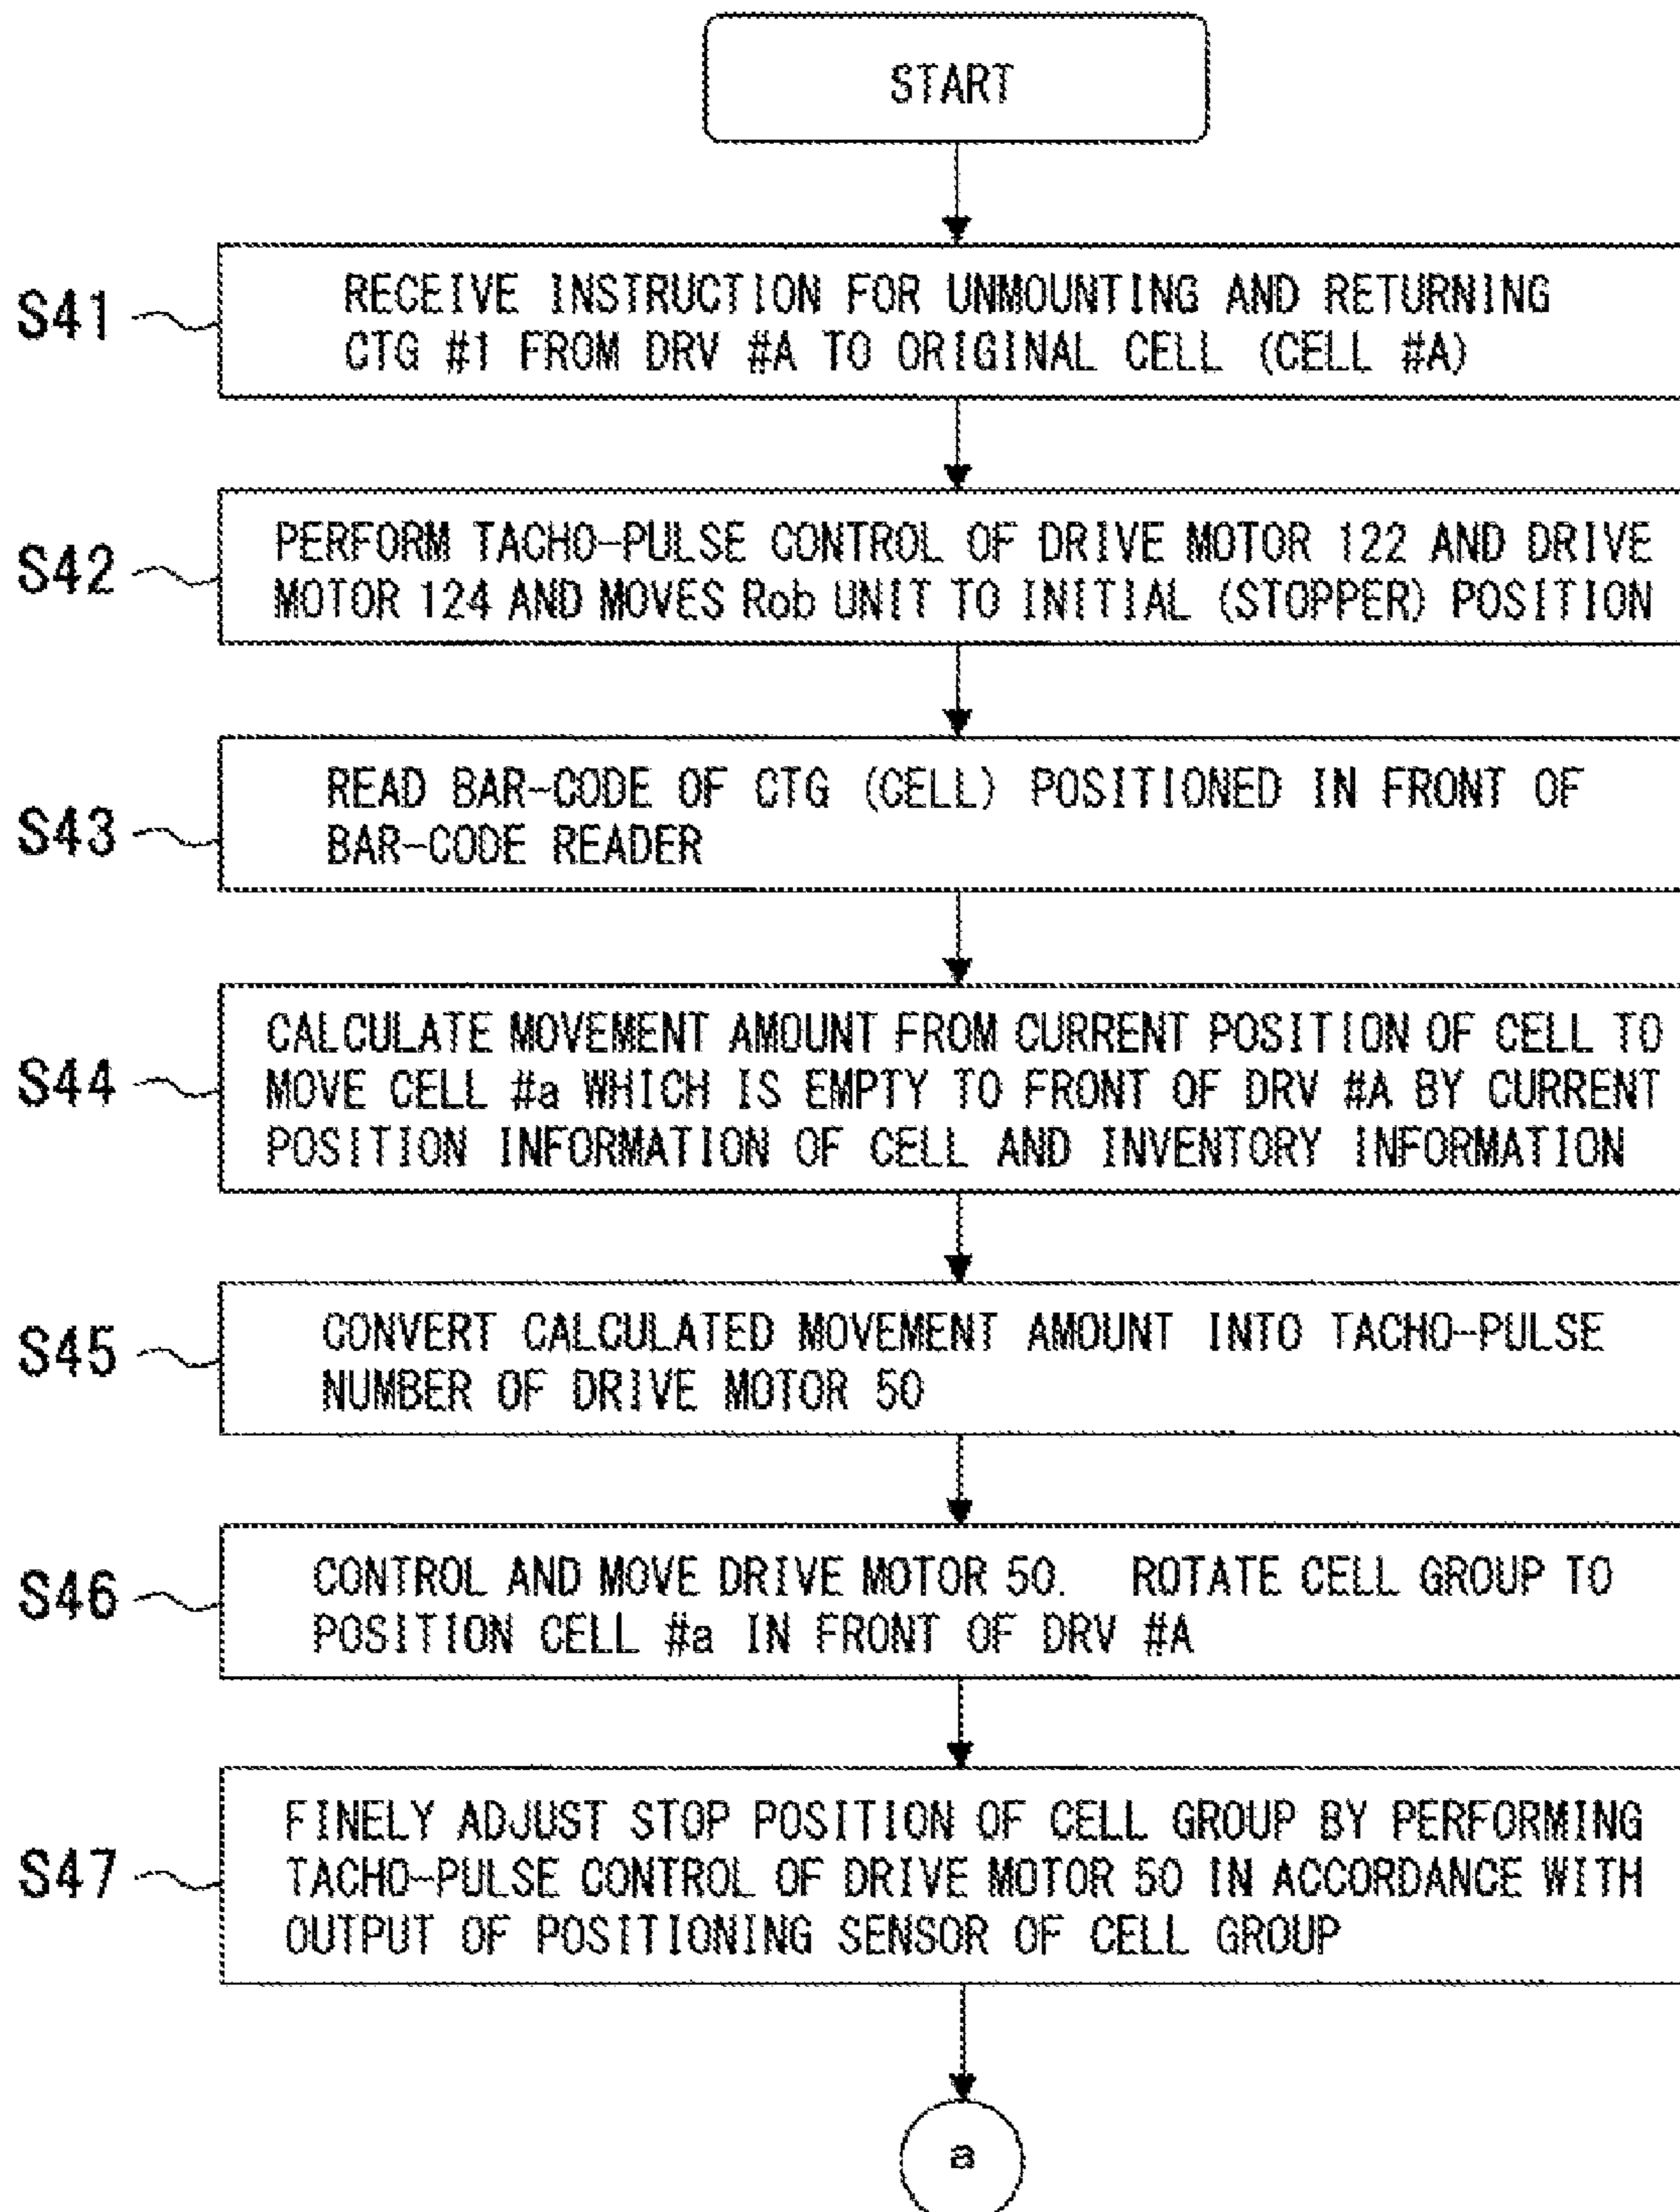 START
S41
RECEIVE INSTRUCTION FOR UNMOUNTING AND RETURNING
CTG #1 FROM DRV #A TO ORIGINAL CELL (CELL #A)
S42
PERFORM TACHO-PULSE CONTROL OF DRIVE MOTOR 122 AND DRIVE
MOTOR 124 AND MOVES Rob UNIT TO INITIAL (STOPPER) POSITION
S43
READ BAR-CODE OF CTG (CELL) POSITIONED IN FRONT OF
BAR-CODE READER
S44
CALCULATE MOVEMENT AMOUNT FROM CURRENT POSITION OF CELL TO
MOVE CELL #a WHICH IS EMPTY TO FRONT OF DRV #A BY CURRENT
POSITION INFORMATION OF CELL AND INVENTORY INFORMATION
S45
CONVERT CALCULATED MOVEMENT AMOUNT INTO TACHO-PULSE
NUMBER OF DRIVE MOTOR 50
S46
CONTROL AND MOVE DRIVE MOTOR 50. ROTATE CELL GROUP TO
POSITION CELL #a IN FRONT OF DRV #A
S47
FINELY ADJUST STOP POSITION OF CELL GROUP BY PERFORMING
TACHO-PULSE CONTROL OF DRIVE MOTOR 50 IN ACCORDANCE WITH
OUTPUT OF POSITIONING SENSOR OF CELL GROUP
a